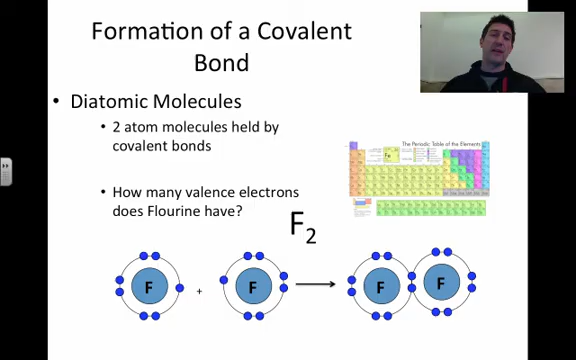 Formation of a Covalent
Bond
• Diatomic Molecules
• 2 atom molecules held by
covalent bonds
The Periodic Table of the Elements
Fe
• How many valence electrons
does Flourine have?
F2
F + F F F